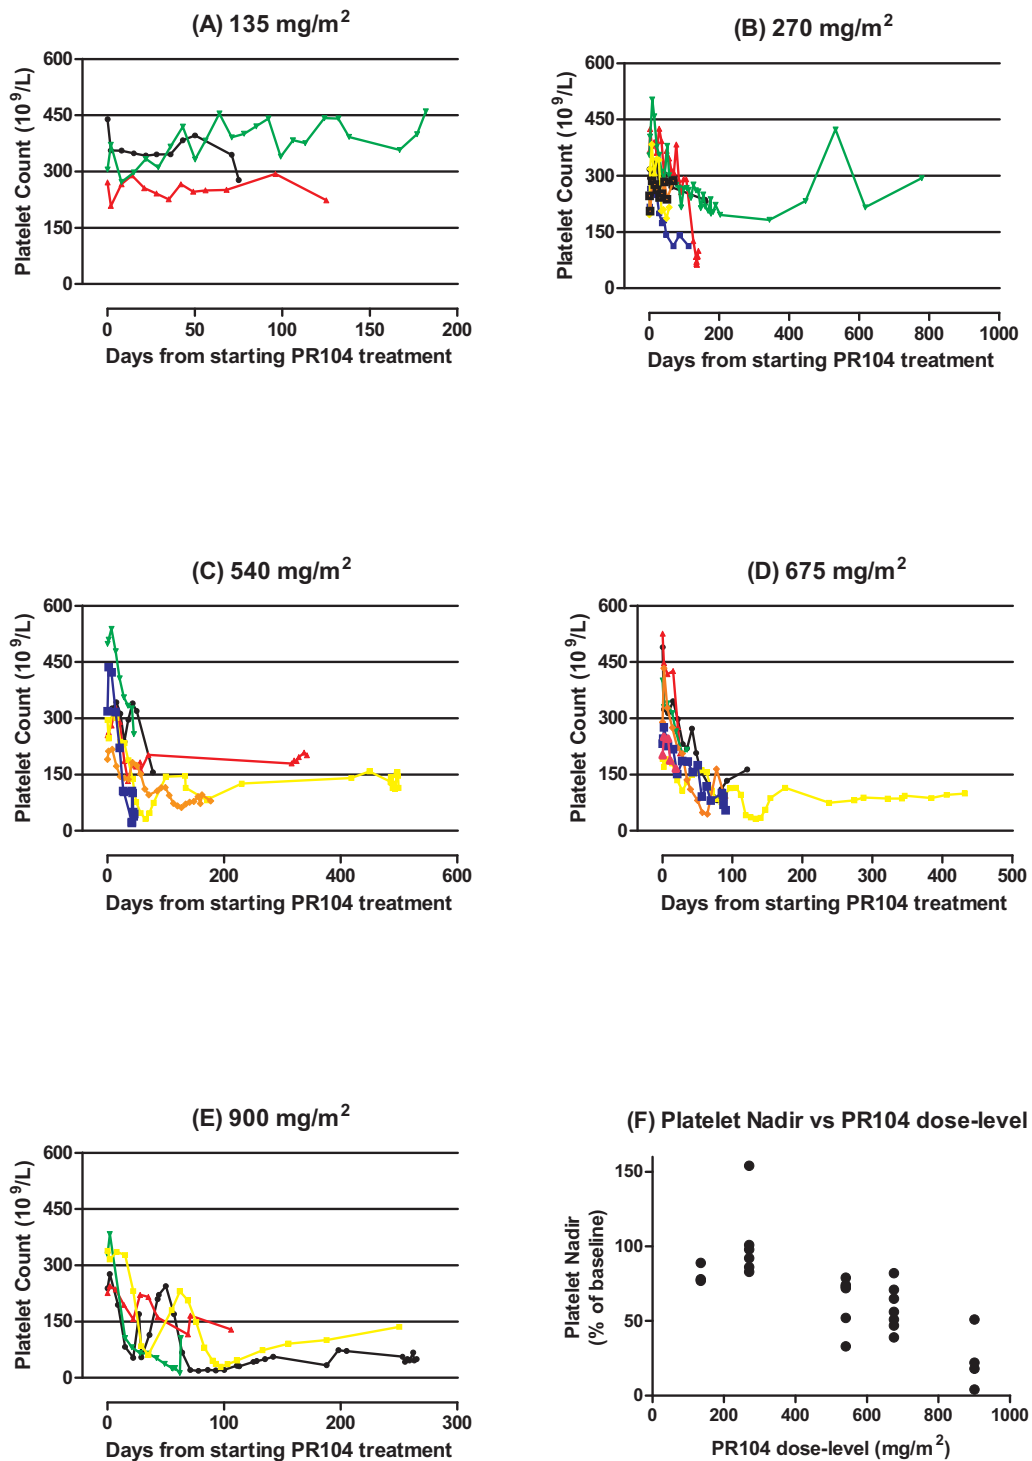 (A) 135 mg/m²
Platelet Count (10⁹/L)
600
450
300
150
0
0 50 100 150 200
Days from starting PR104 treatment
(B) 270 mg/m²
Platelet Count (10⁹/L)
600
450
300
150
0
0 200 400 600 800 1000
Days from starting PR104 treatment
(C) 540 mg/m²
Platelet Count (10⁹/L)
600
450
300
150
0
0 200 400 600
Days from starting PR104 treatment
(D) 675 mg/m²
Platelet Count (10⁹/L)
600
450
300
150
0
0 100 200 300 400 500
Days from starting PR104 treatment
(E) 900 mg/m²
Platelet Count (10⁹/L)
600
450
300
150
0
0 100 200 300
Days from starting PR104 treatment
(F) Platelet Nadir vs PR104 dose-level
Platelet Nadir
(% of baseline)
150
100
50
0
0 200 400 600 800 1000
PR104 dose-level (mg/m²)